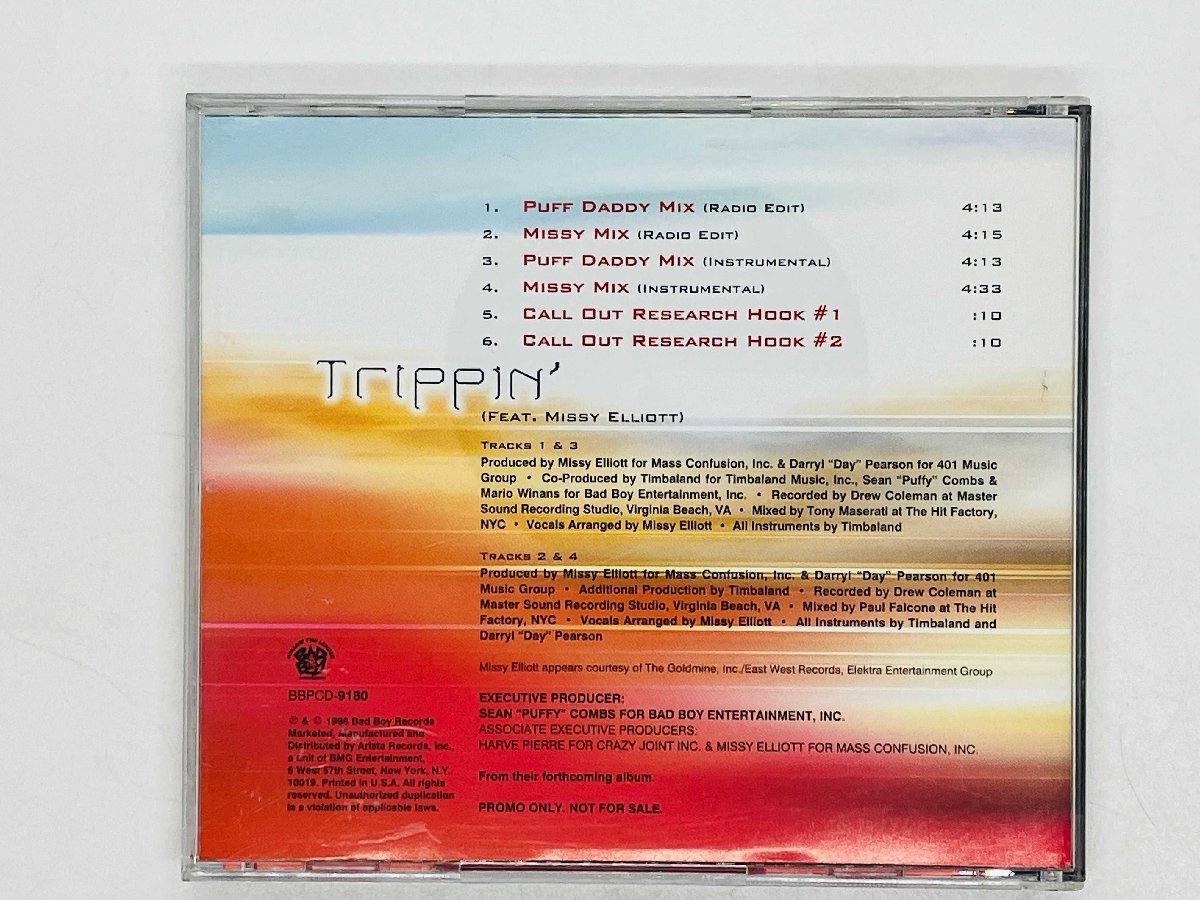 1. Puff Daddy Mix (Radio Edit) 4:13
2. Missy Mix (Radio Edit) 4:15
3. Puff Daddy Mix (Instrumental) 4:13
4. Missy Mix (Instrumental) 4:33
5. Call Out Research Hook #1 :10
6. Call Out Research Hook #2 :10
Trippin'
(Feat. Missy Elliott)
Tracks 1 & 3
Produced by Missy Elliott for Mass Confusion, Inc. & Darryl "Day" Pearson for 401 Music
Group • Co-Produced by Timbaland for Timbaland Music, Inc., Sean "Puffy" Combs &
Mario Winans for Bad Boy Entertainment, Inc. • Recorded by Drew Coleman at Master
Sound Recording Studio, Virginia Beach, VA • Mixed by Tony Maserati at The Hit Factory,
NYC • Vocals Arranged by Missy Elliott • All Instruments by Timbaland
Tracks 2 & 4
Produced by Missy Elliott for Mass Confusion, Inc. & Darryl "Day" Pearson for 401
Music Group • Additional Production by Timbaland • Recorded by Drew Coleman at
Master Sound Recording Studio, Virginia Beach, VA • Mixed by Paul Falcone at The Hit
Factory, NYC • Vocals Arranged by Missy Elliott • All Instruments by Timbaland and
Darryl "Day" Pearson
Missy Elliott appears courtesy of The Goldmine, Inc./East West Records, Elektra Entertainment Group
EXECUTIVE PRODUCER:
SEAN "PUFFY" COMBS FOR BAD BOY ENTERTAINMENT, INC.
ASSOCIATE EXECUTIVE PRODUCERS:
HARVE PIERRE FOR CRAZY JOINT INC. & MISSY ELLIOTT FOR MASS CONFUSION, INC.
From their forthcoming album.
PROMO ONLY. NOT FOR SALE.
BAD
BOY
BBPCD-9180
℗ & © 1998 Bad Boy Records
Marketed, Manufactured and
Distributed by Arista Records, Inc.,
a unit of BMG Entertainment,
6 West 57th Street, New York, N.Y.
10019. Printed in U.S.A. All rights
reserved. Unauthorized duplication
is a violation of applicable laws.